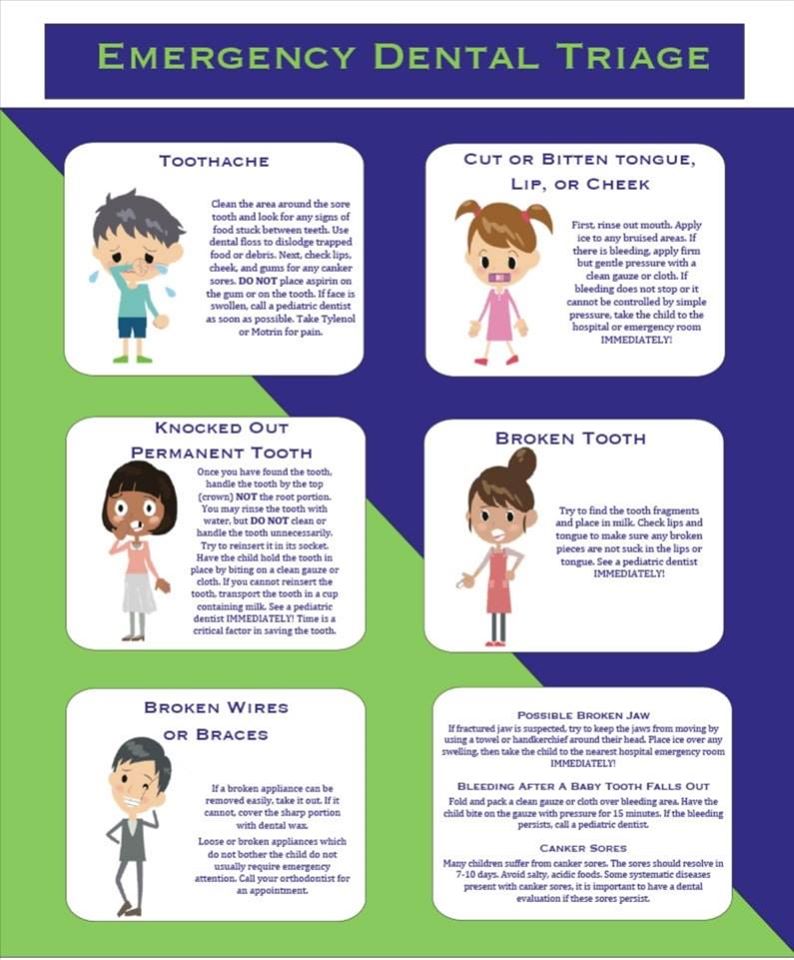 EMERGENCY DENTAL TRIAGE
TOOTHACHE
Clean the area around the sore
tooth and look for any signs of
food stuck between teeth. Use
dental floss to dislodge trapped
food or debris. Next, check lips,
cheek, and gums for any canker
sores. DO NOT place aspirin on
the gum or on the tooth. If face is
swollen, call a pediatric dentist
as soon as possible. Take Tylenol
or Motrin for pain.
CUT OR BITTEN TONGUE,
LIP, OR CHEEK
First, rinse out mouth. Apply
ice to any bruised areas. If
there is bleeding, apply firm
but gentle pressure with a
clean gauze or cloth. If
bleeding does not stop or it
cannot be controlled by simple
pressure, take the child to the
hospital or emergency room
IMMEDIATELY!
KNOCKED OUT
PERMANENT TOOTH
Once you have found the tooth,
handle the tooth by the top
(crown) NOT the root portion.
You may rinse the tooth with
water, but DO NOT clean or
handle the tooth unnecessarily.
Try to reinsert it in its socket.
Have the child hold the tooth in
place by biting on a clean gauze or
cloth. If you cannot reinsert the
tooth, transport the tooth in a cup
containing milk. See a pediatric
dentist IMMEDIATELY! Time is a
critical factor in saving the tooth.
BROKEN TOOTH
Try to find the tooth fragments
and place in milk. Check lips and
tongue to make sure any broken
pieces are not suck in the lips or
tongue. See a pediatric dentist
IMMEDIATELY!
BROKEN WIRES
OR BRACES
If a broken appliance can be
removed easily, take it out. If it
cannot, cover the sharp portion
with dental wax.
Loose or broken appliances which
do not bother the child do not
usually require emergency
attention. Call your orthodontist for
an appointment.
POSSIBLE BROKEN JAW
If fractured jaw is suspected, try to keep the jaws from moving by
using a towel or handkerchief around their head. Place ice over any
swelling, then take the child to the nearest hospital emergency room
IMMEDIATELY!
BLEEDING AFTER A BABY TOOTH FALLS OUT
Fold and pack a clean gauze or cloth over bleeding area. Have the
child bite on the gauze with pressure for 15 minutes. If the bleeding
persists, call a pediatric dentist.
CANKER SORES
Many children suffer from canker sores. The sores should resolve in
7-10 days. Avoid salty, acidic foods. Some systematic diseases
present with canker sores, it is important to have a dental
evaluation if these sores persist.